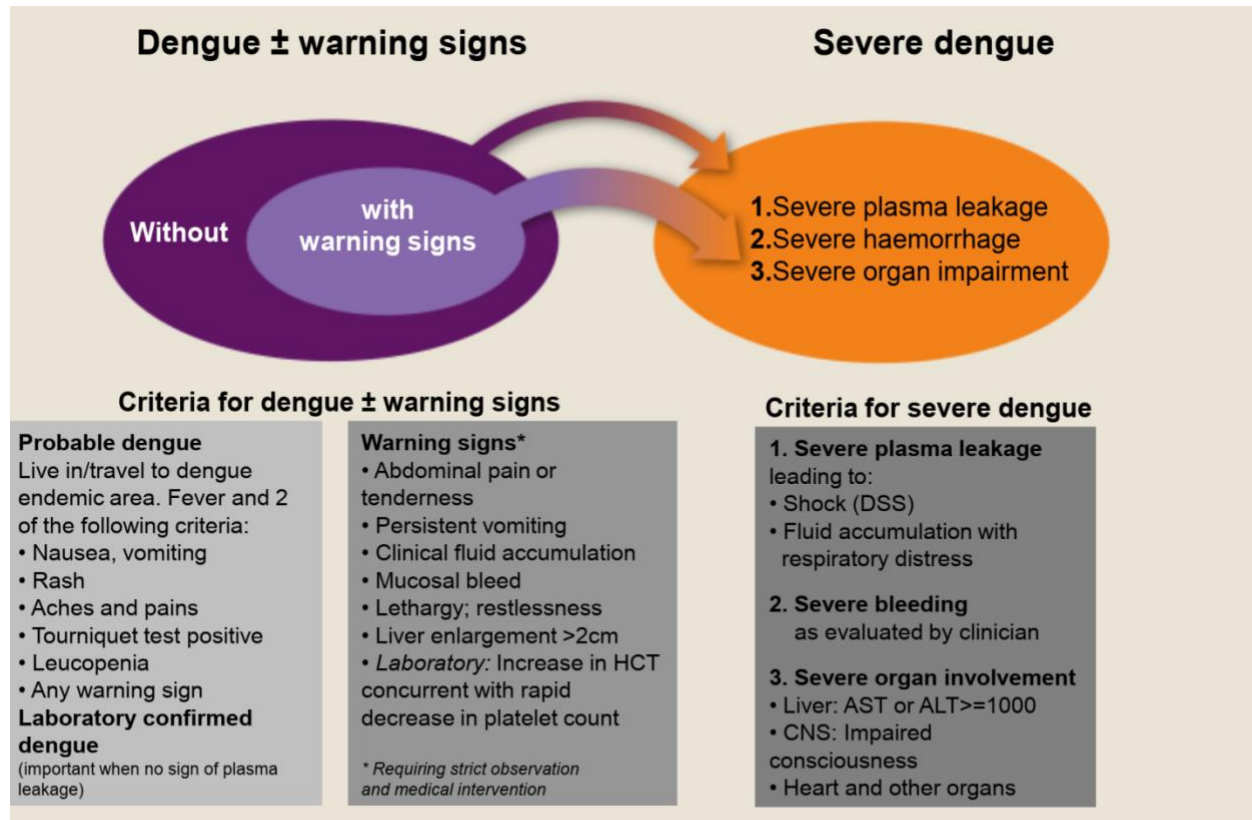 Dengue ± warning signs
Severe dengue
Without
with
warning signs
1.Severe plasma leakage
2.Severe haemorrhage
3.Severe organ impairment
Criteria for dengue ± warning signs
Probable dengue
Live in/travel to dengue
endemic area. Fever and 2
of the following criteria:
• Nausea, vomiting
• Rash
• Aches and pains
• Tourniquet test positive
• Leucopenia
• Any warning sign
Laboratory confirmed
dengue
(important when no sign of plasma
leakage)
Warning signs*
• Abdominal pain or
tenderness
• Persistent vomiting
• Clinical fluid accumulation
• Mucosal bleed
• Lethargy; restlessness
• Liver enlargement >2cm
• Laboratory: Increase in HCT
concurrent with rapid
decrease in platelet count
* Requiring strict observation
and medical intervention
Criteria for severe dengue
1. Severe plasma leakage
leading to:
• Shock (DSS)
• Fluid accumulation with
respiratory distress
2. Severe bleeding
as evaluated by clinician
3. Severe organ involvement
• Liver: AST or ALT>=1000
• CNS: Impaired
consciousness
• Heart and other organs